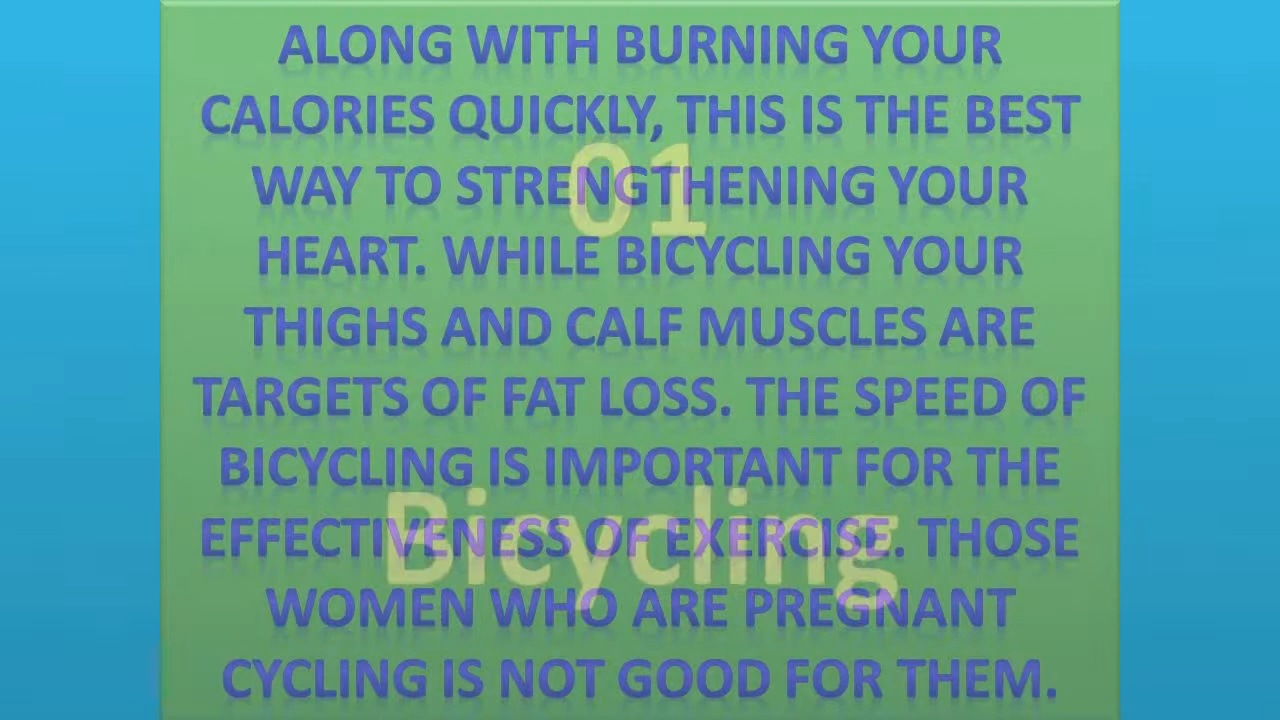 ALONG WITH BURNING YOUR
CALORIES QUICKLY, THIS IS THE BEST
01
WAY TO STRENGTHENING YOUR
HEART. WHILE BICYCLING YOUR
THIGHS AND CALF MUSCLES ARE
TARGETS OF FAT LOSS. THE SPEED OF
BICYCLING IS IMPORTANT FOR THE
EFFECTIVENESS OF EXERCISE. THOSE
Bicycling
WOMEN WHO ARE PREGNANT
CYCLING IS NOT GOOD FOR THEM.